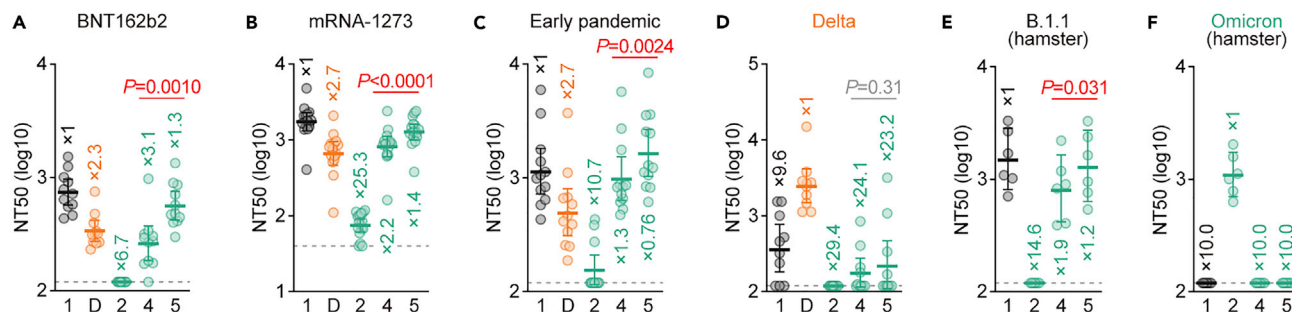 A
BNT162b2
NT50 (log10)
4
3
2
×1
×2.3
×6.7
×3.1
×1.3
P=0.0010
1 D 2 4 5
B
mRNA-1273
NT50 (log10)
4
3
2
1
×1
×2.7
×25.3
×2.2
×1.4
P<0.0001
1 D 2 4 5
C
Early pandemic
NT50 (log10)
4
3
2
×1
×2.7
×10.7
×1.3
×0.76
P=0.0024
1 D 2 4 5
D
Delta
NT50 (log10)
5
4
3
2
×9.6
×1
×29.4
×24.1
×23.2
P=0.31
1 D 2 4 5
E
B.1.1
(hamster)
NT50 (log10)
4
3
2
×1
×14.6
×1.9
×1.2
P=0.031
1 2 4 5
F
Omicron
(hamster)
NT50 (log10)
4
3
2
×10.0
×1
×10.0
×10.0
1 2 4 5